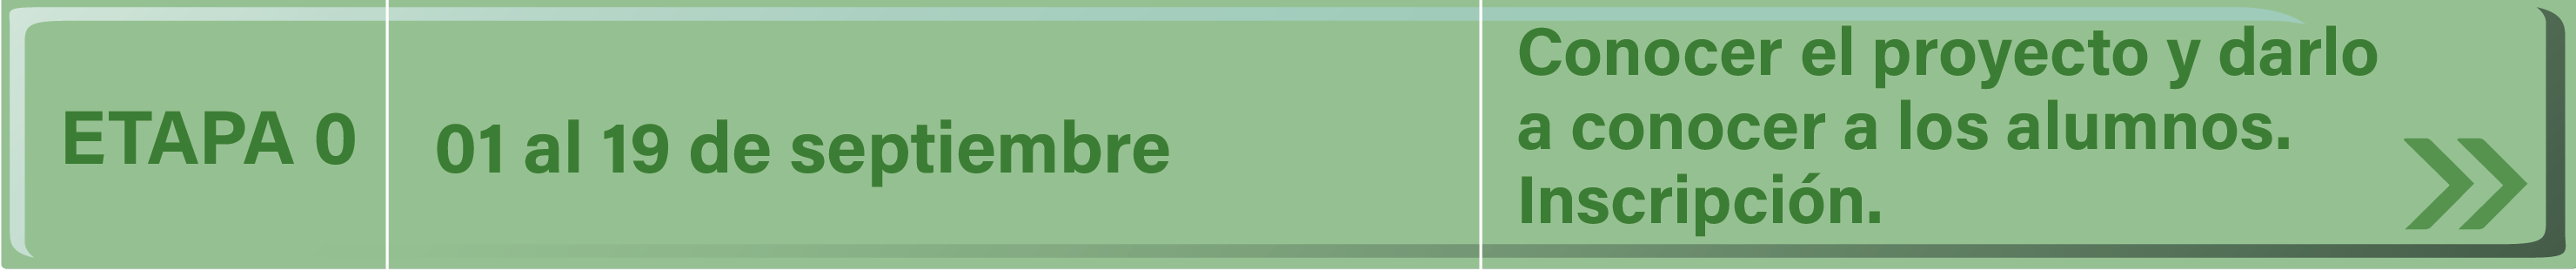 ETAPA 0
01 al 19 de septiembre
Conocer el proyecto y darlo
a conocer a los alumnos.
Inscripción.